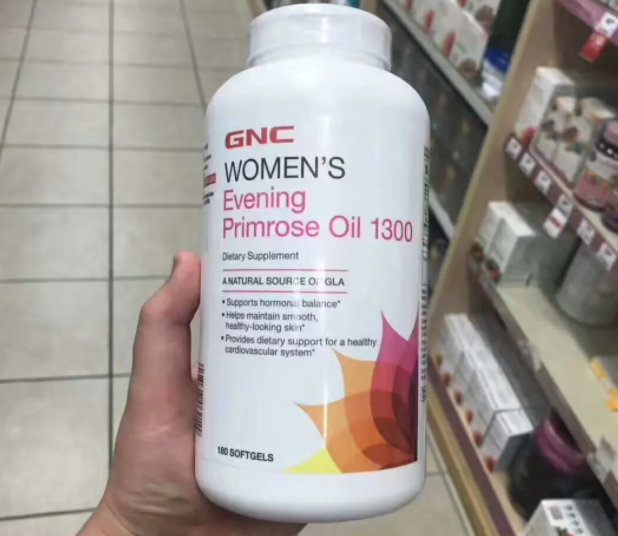 GNC
WOMEN'S
Evening
Primrose Oil 1300
Dietary Supplement
A NATURAL SOURCE OF GLA
• Supports hormonal balance*
• Helps maintain smooth,
healthy-looking skin*
• Provides dietary support for a healthy
cardiovascular system*
180 SOFTGELS